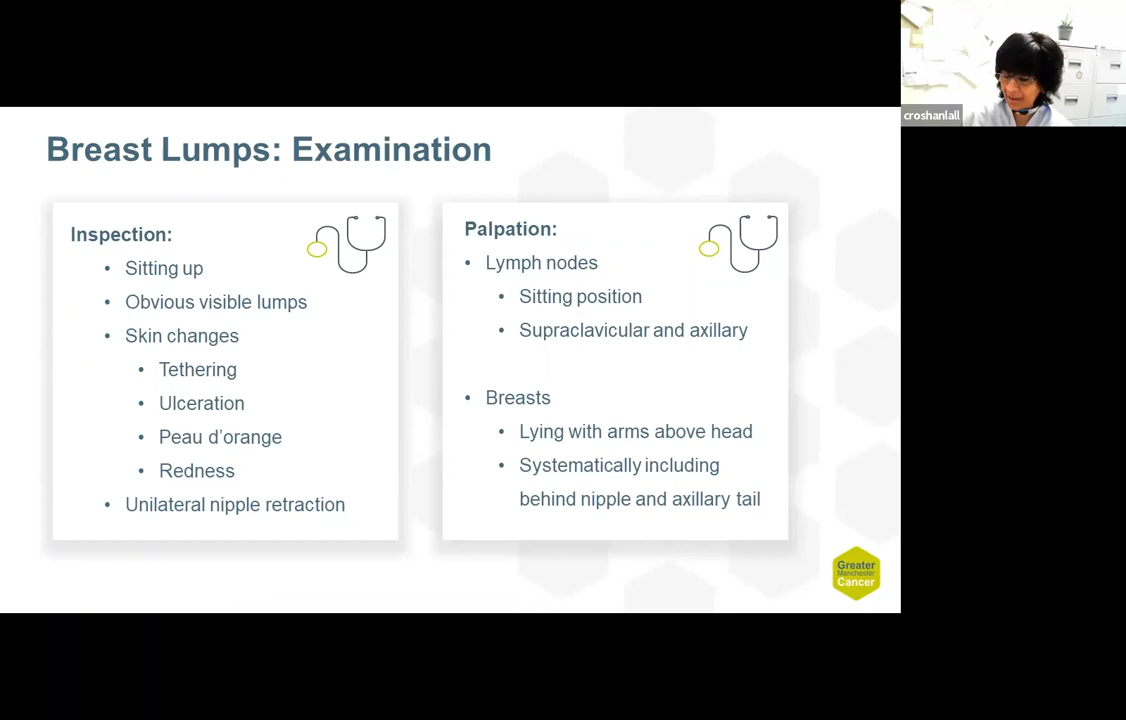 croshanlall
Breast Lumps: Examination
Inspection:
• Sitting up
• Obvious visible lumps
• Skin changes
• Tethering
• Ulceration
• Peau d’orange
• Redness
• Unilateral nipple retraction
Palpation:
• Lymph nodes
• Sitting position
• Supraclavicular and axillary
• Breasts
• Lying with arms above head
• Systematically including
behind nipple and axillary tail
Greater
Manchester
Cancer